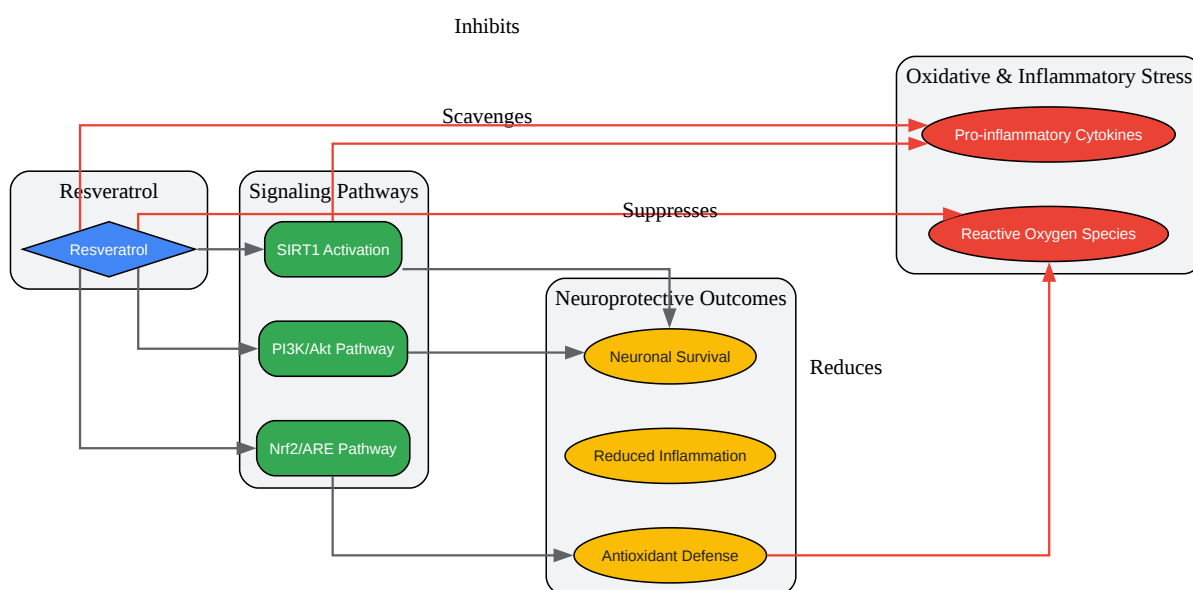 Inhibits
Oxidative & Inflammatory Stress
Scavenges
Pro-inflammatory Cytokines
Resveratrol
Signaling Pathways
Suppresses
Reactive Oxygen Species
Resveratrol
SIRT1 Activation
Neuroprotective Outcomes
PI3K/Akt Pathway
Neuronal Survival
Reduces
Nrf2/ARE Pathway
Reduced Inflammation
Antioxidant Defense